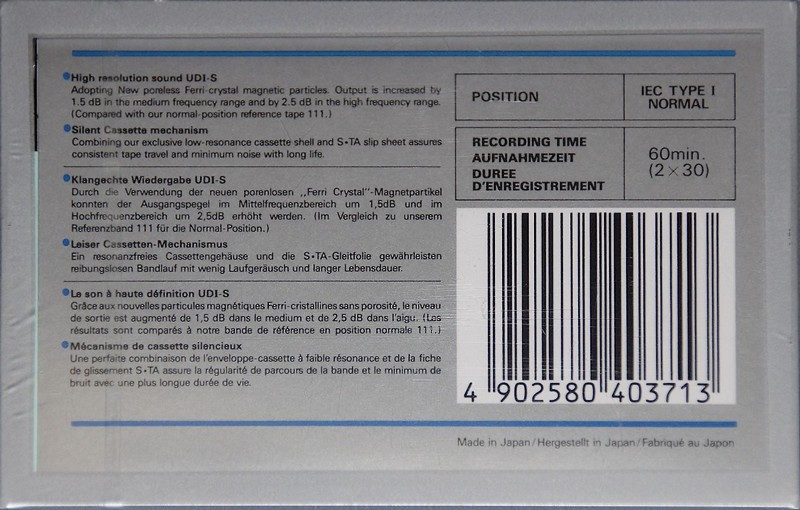 High resolution sound UDI-S
Adopting New poreless Ferri-crystal magnetic particles. Output is increased by
1.5 dB in the medium frequency range and by 2.5 dB in the high frequency range.
(Compared with our normal-position reference tape 111.)
Silent Cassette mechanism
Combining our exclusive low-resonance cassette shell and S•TA slip sheet assures
consistent tape travel and minimum noise with long life.
Klangechte Wiedergabe UDI-S
Durch die Verwendung der neuen porenlosen „Ferri Crystal"-Magnetpartikel
konnten der Ausgangspegel im Mittelfrequenzbereich um 1,5dB und im
Hochfrequenzbereich um 2,5dB erhöht werden. (Im Vergleich zu unserem
Referenzband 111 für die Normal-Position.)
Leiser Cassetten-Mechanismus
Ein resonanzfreies Cassettengehäuse und die S•TA-Gleitfolie gewährleisten
reibungslosen Bandlauf mit wenig Laufgeräusch und langer Lebensdauer.
Le son à haute définition UDI-S
Grâce aux nouvelles particules magnétiques Ferri-cristallines sans porosité, le niveau
de sortie est augmenté de 1,5 dB dans le medium et de 2,5 dB dans l'aigu. (Les
résultats sont comparés à notre bande de référence en position normale 111.)
Mécanisme de cassette silencieux
Une perfaite combinaison de l'enveloppe-cassette à faible résonance et de la fiche
de glissement S•TA assure la régularité de parcours de la bande et le minimum de
bruit avec une plus longue durée de vie.
POSITION
IEC TYPE I
NORMAL
RECORDING TIME
AUFNAHMEZEIT
DUREE
D'ENREGISTREMENT
60min.
(2×30)
4 902580 403713
Made in Japan/Hergestellt in Japan/Fabriqué au Japon